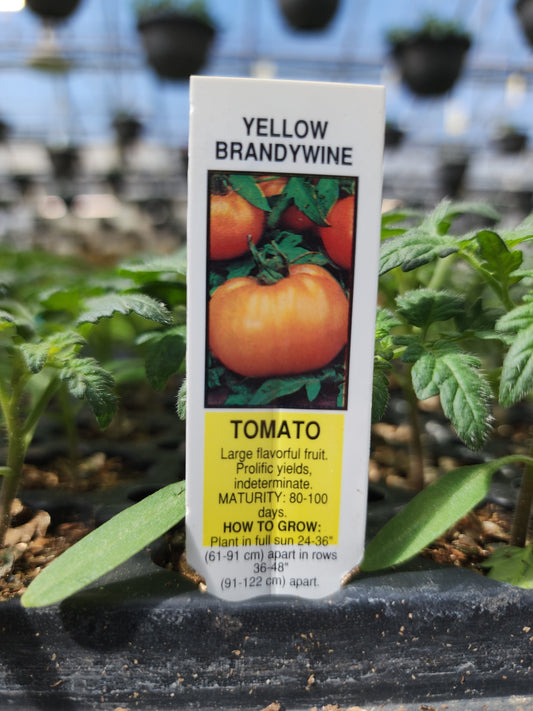 YELLOW
BRANDYWINE
TOMATO
Large flavorful fruit.
Prolific yields,
indeterminate.
MATURITY: 80-100
days.
HOW TO GROW:
Plant in full sun 24-36"
(61-91 cm) apart in rows
36-48"
(91-122 cm) apart.